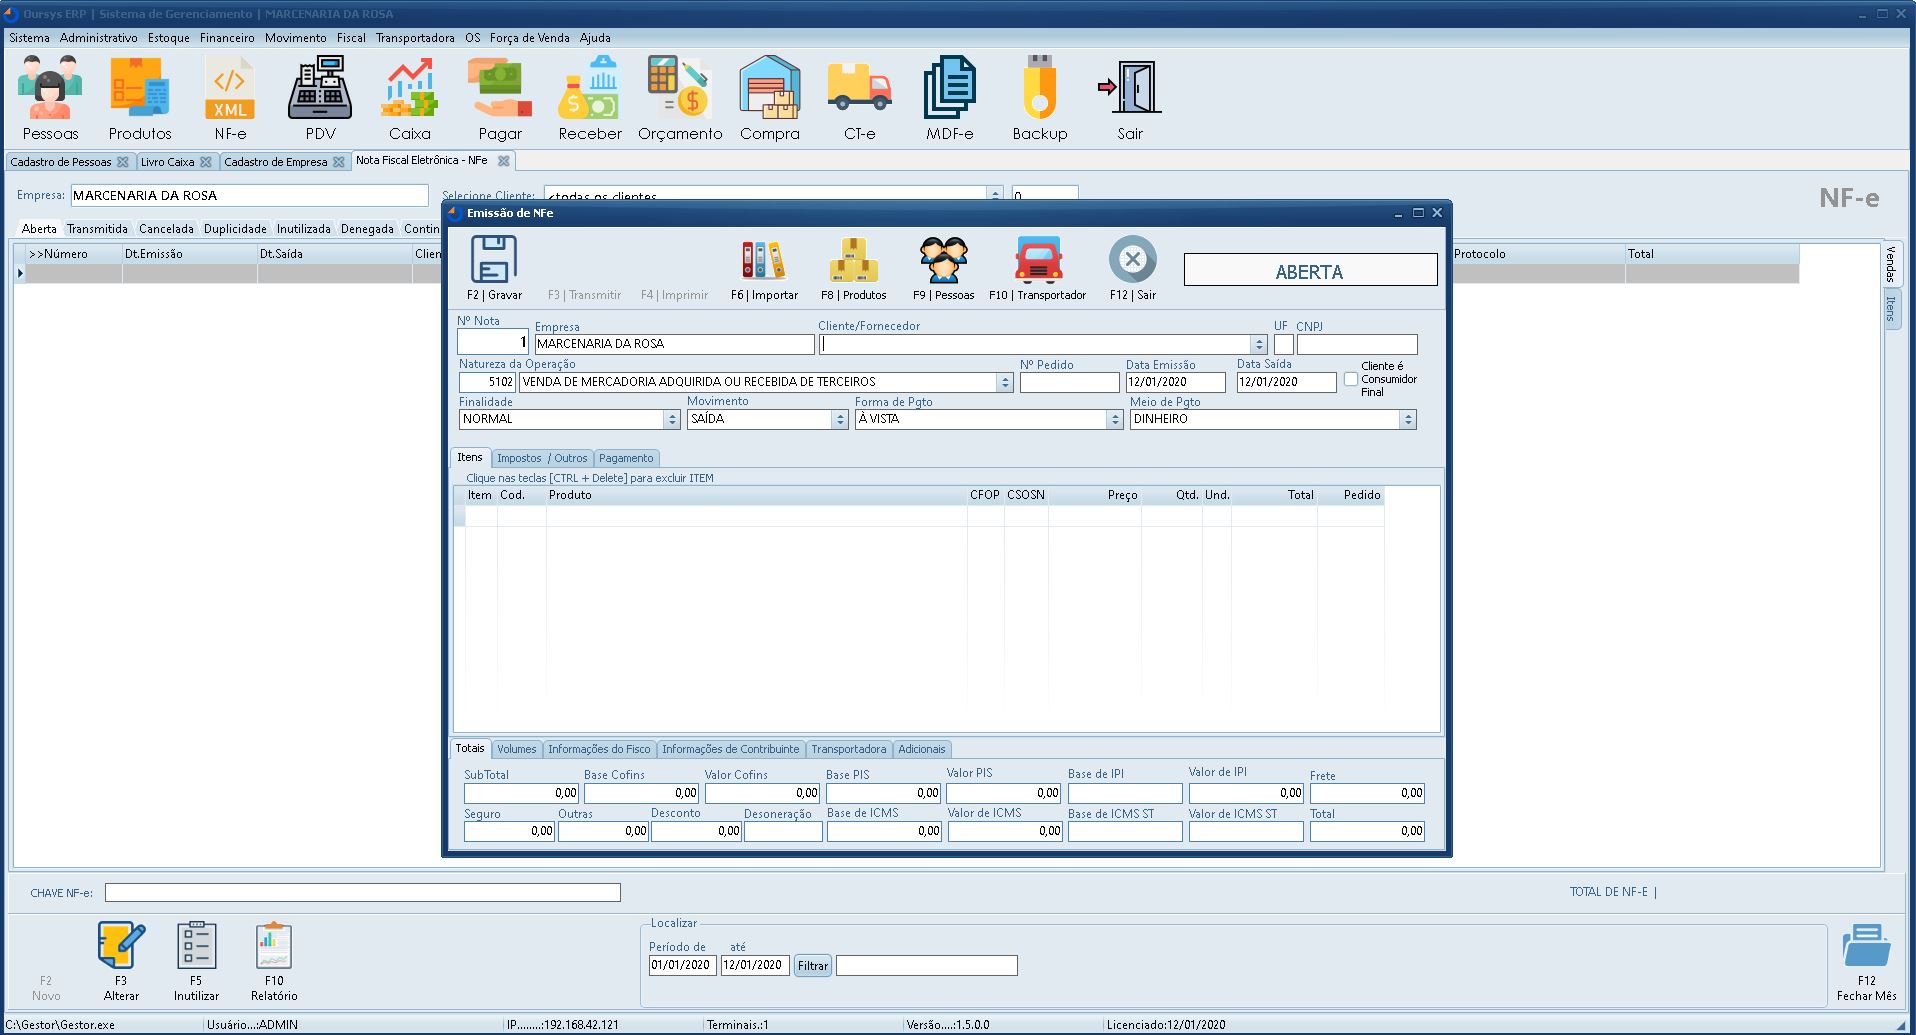 Oursys ERP | Sistema de Gerenciamento | MARCENARIA DA ROSA
Sistema Administrativo Estoque Financeiro Movimento Fiscal Transportadora OS Força de Venda Ajuda
XML
Pessoas Produtos NF-e PDV Caixa Pagar Receber Orçamento Compra CT-e MDF-e Backup Sair
Cadastro de Pessoas Livro Caixa Cadastro de Empresa Nota Fiscal Eletrônica - NFe
Empresa: MARCENARIA DA ROSA Selecione Cliente: <todas os clientes 0 NF-e
Aberta Transmitida Cancelada Duplicidade Inutilizada Denegada Contin
>>Número Dt.Emissão Dt.Saída Clien Protocolo Total
Vendas
Itens
Emissão de NFe
F2 | Gravar F3 | Transmitir F4 | Imprimir F6 | Importar F8 | Produtos F9 | Pessoas F10 | Transportador F12 | Sair
ABERTA
Nº Nota Empresa Cliente/Fornecedor UF CNPJ
1 MARCENARIA DA ROSA
Natureza da Operação Nº Pedido Data Emissão Data Saída
5102 VENDA DE MERCADORIA ADQUIRIDA OU RECEBIDA DE TERCEIROS 12/01/2020 12/01/2020
Cliente é
Consumidor
Final
Finalidade Movimento Forma de Pgto Meio de Pgto
NORMAL SAÍDA À VISTA DINHEIRO
Itens Impostos / Outros Pagamento
Clique nas teclas [CTRL + Delete] para excluir ITEM
Item Cod. Produto CFOP CSOSN Preço Qtd. Und. Total Pedido
Totais Volumes Informações do Fisco Informações de Contribuinte Transportadora Adicionais
SubTotal Base Cofins Valor Cofins Base PIS Valor PIS Base de IPI Valor de IPI Frete
0,00 0,00 0,00 0,00 0,00 0,00 0,00
Seguro Outras Desconto Desoneração Base de ICMS Valor de ICMS Base de ICMS ST Valor de ICMS ST Total
0,00 0,00 0,00 0,00 0,00 0,00
CHAVE NF-e: TOTAL DE NF-E |
Localizar
Período de até
01/01/2020 12/01/2020 Filtrar
F2 F3 F5 F10 F12
Novo Alterar Inutilizar Relatório Fechar Mês
C:\Gestor\Gestor.exe Usuário...:ADMIN IP........:192.168.42.121 Terminais.:1 Versão....:1.5.0.0 Licenciado:12/01/2020